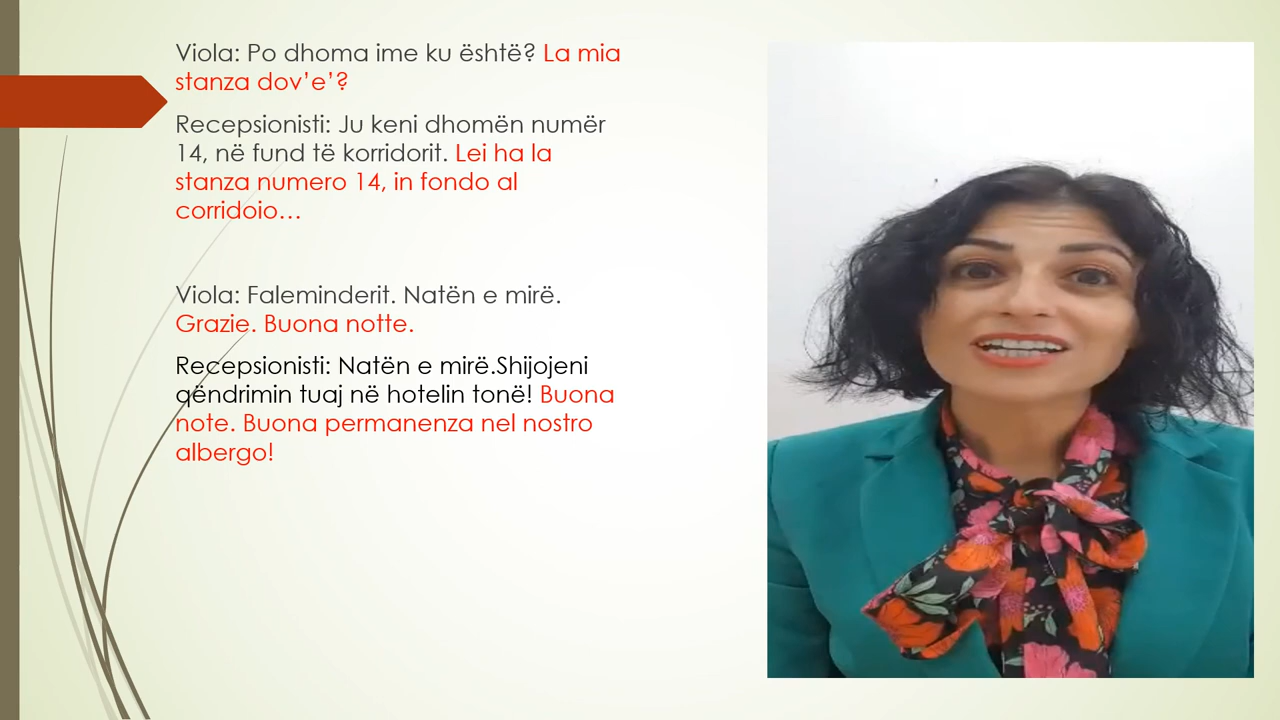 Viola: Po dhoma ime ku është? La mia
stanza dov’e’?
Recepsionisti: Ju keni dhomën numër
14, në fund të korridorit. Lei ha la
stanza numero 14, in fondo al
corridoio…
Viola: Faleminderit. Natën e mirë.
Grazie. Buona notte.
Recepsionisti: Natën e mirë.Shijojeni
qëndrimin tuaj në hotelin tonë! Buona
note. Buona permanenza nel nostro
albergo!